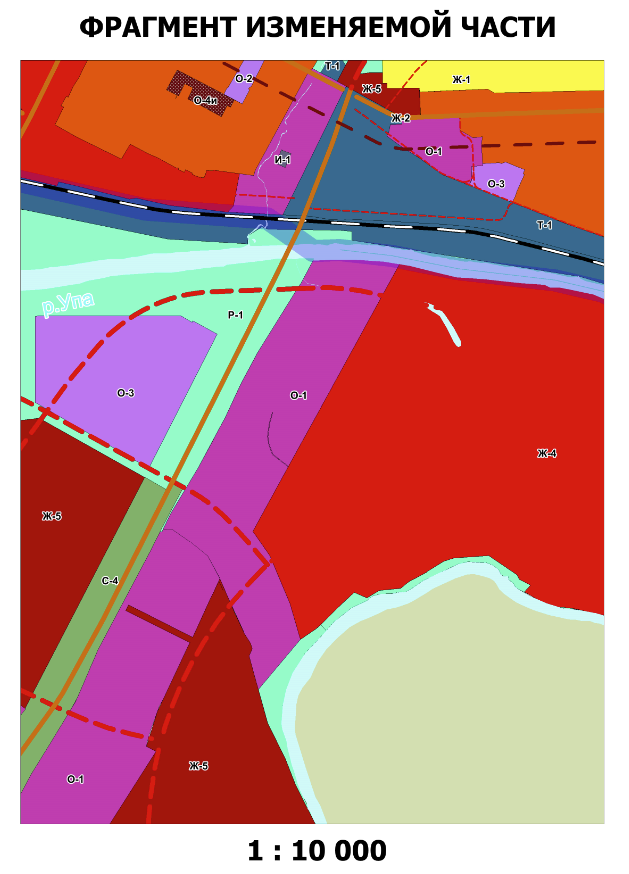 ФРАГМЕНТ ИЗМЕНЯЕМОЙ ЧАСТИ
Т-1
О-2
Ж-1
Ж-5
О-4и
Ж-2
О-1
И-1
О-3
Т-1
р.Упа
Р-1
О-3
О-1
Ж-4
Ж-5
С-4
Ж-5
О-1
1 : 10 000